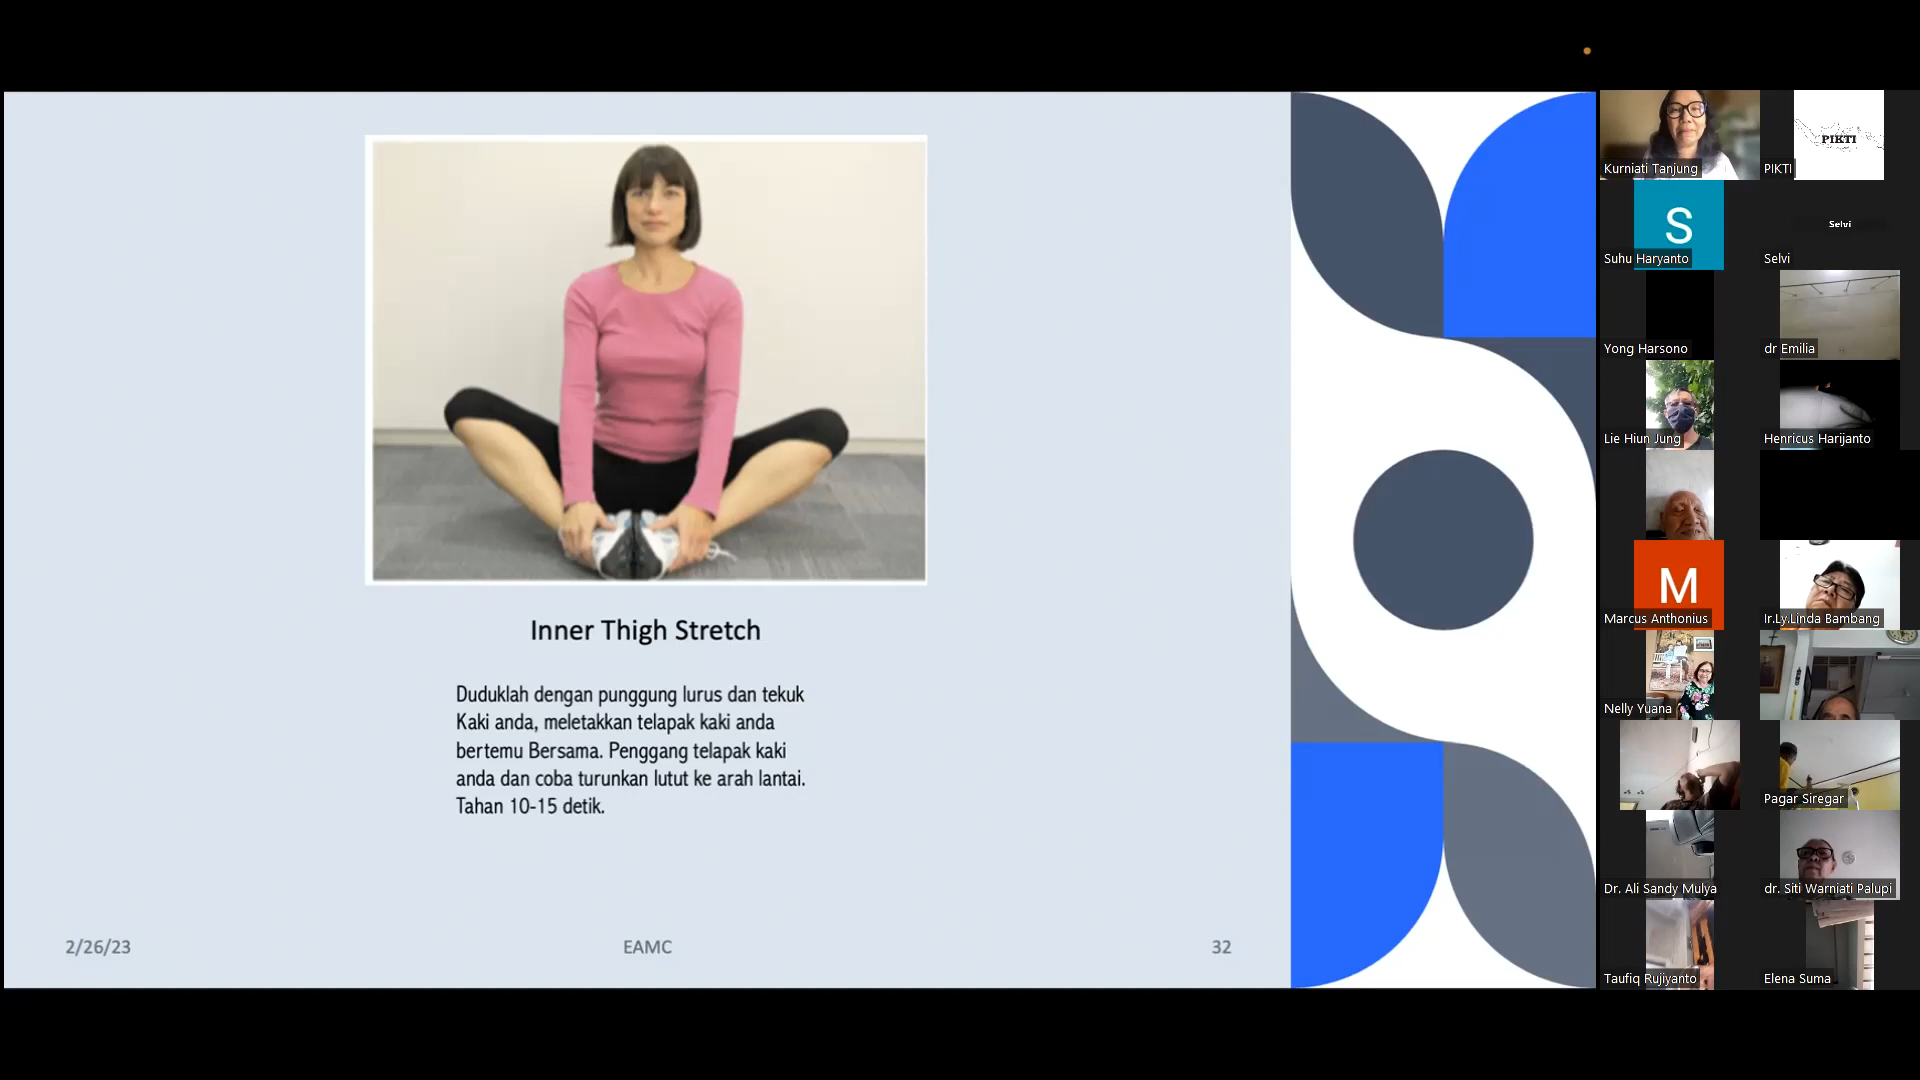 Inner Thigh Stretch
Duduklah dengan punggung lurus dan tekuk
Kaki anda, meletakkan telapak kaki anda
bertemu Bersama. Penggang telapak kaki
anda dan coba turunkan lutut ke arah lantai.
Tahan 10-15 detik.
2/26/23
EAMC
32
Kurniati Tanjung
PIKTI
PIKTI
S
Suhu Haryanto
Selvi
Selvi
Yong Harsono
dr Emilia
Lie Hiun Jung
Henricus Harijanto
M
Marcus Anthonius
Ir.Ly.Linda Bambang
Nelly Yuana
Pagar Siregar
Dr. Ali Sandy Mulya
dr. Siti Warniati Palupi
Taufiq Rujiyanto
Elena Suma